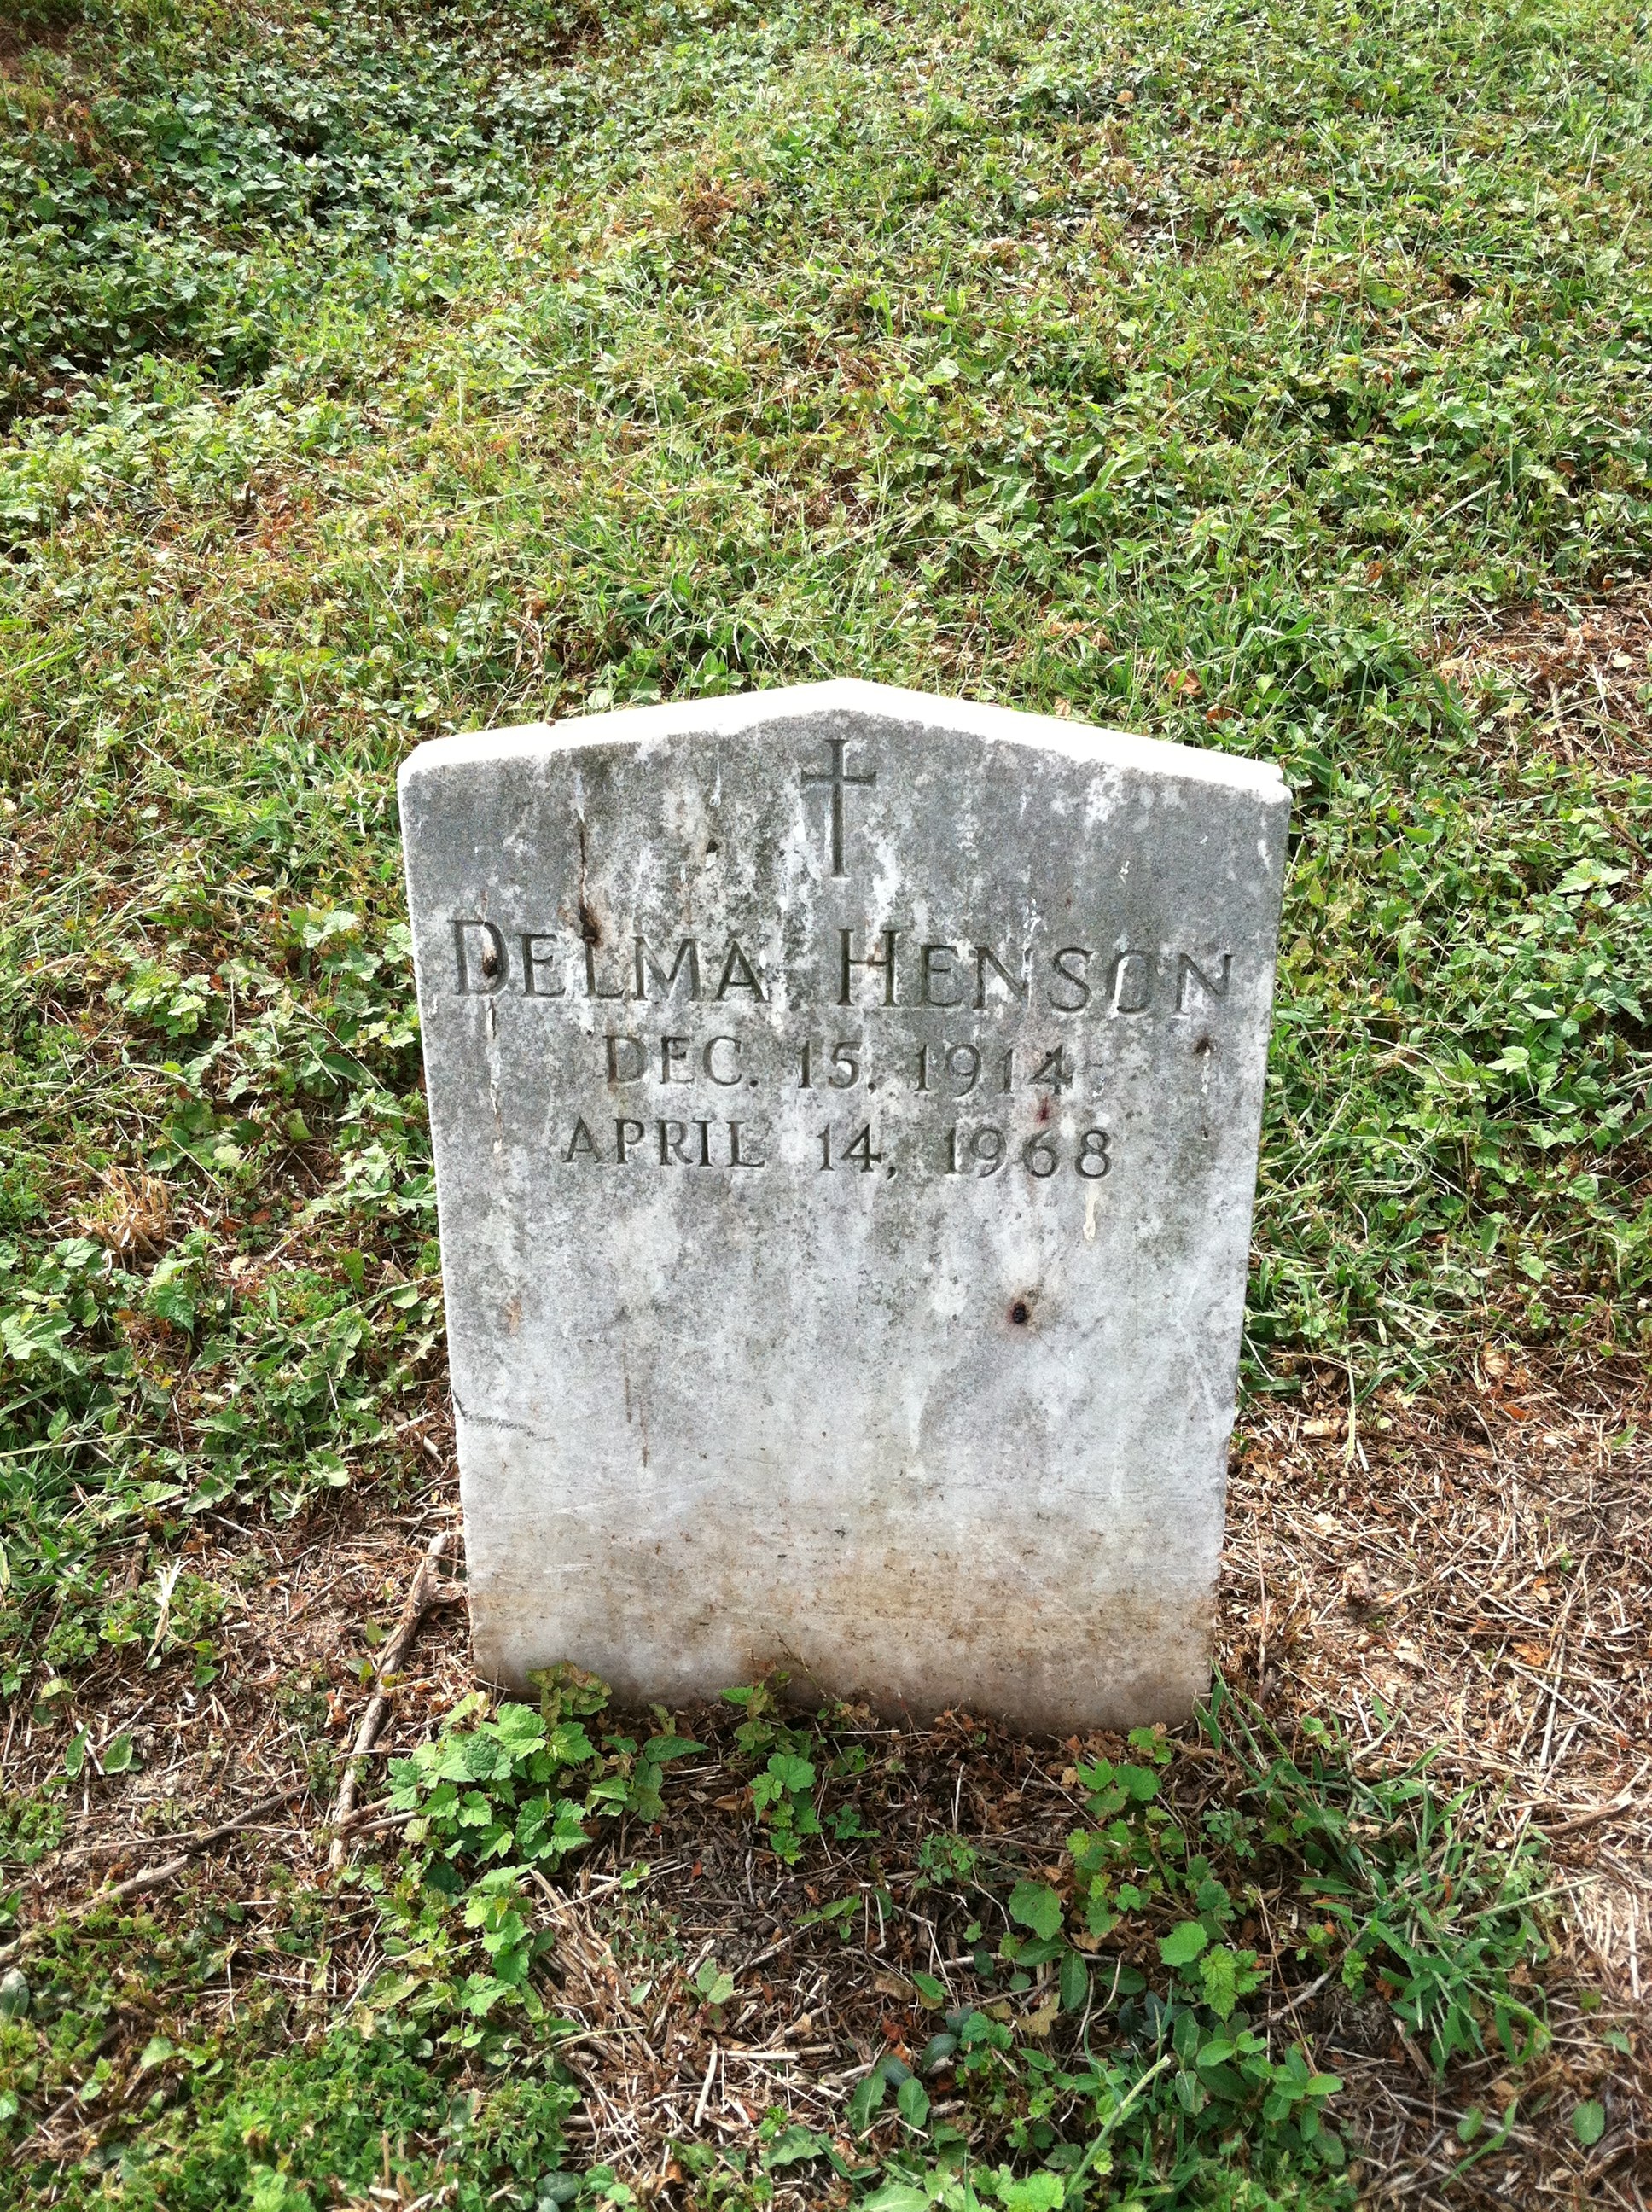 DELMA HENSON
DEC. 15, 1914
APRIL 14, 1968